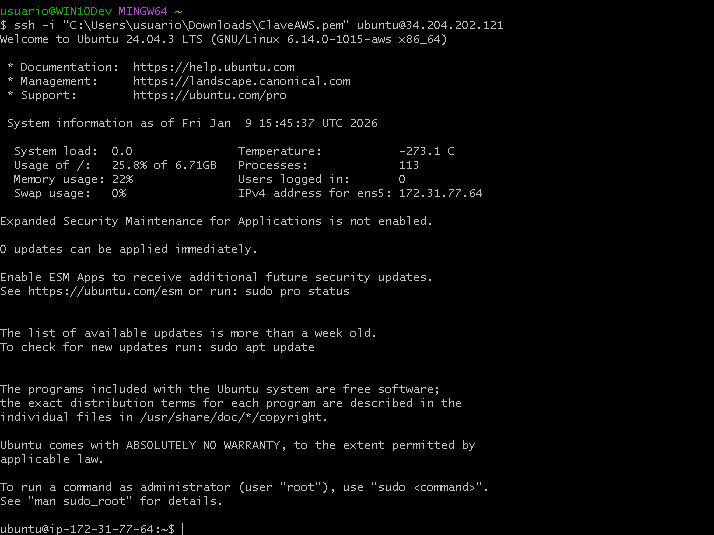 usuario@WIN10Dev MINGW64 ~
$ ssh -i "C:\Users\usuario\Downloads\ClaveAWS.pem" ubuntu@34.204.202.121
Welcome to Ubuntu 24.04.3 LTS (GNU/Linux 6.14.0-1015-aws x86_64)

 * Documentation:  https://help.ubuntu.com
 * Management:     https://landscape.canonical.com
 * Support:        https://ubuntu.com/pro

 System information as of Fri Jan  9 15:45:37 UTC 2026

  System load:  0.0               Temperature:           -273.1 C
  Usage of /:   25.8% of 6.71GB   Processes:             113
  Memory usage: 22%               Users logged in:       0
  Swap usage:   0%                IPv4 address for ens5: 172.31.77.64

Expanded Security Maintenance for Applications is not enabled.

0 updates can be applied immediately.

Enable ESM Apps to receive additional future security updates.
See https://ubuntu.com/esm or run: sudo pro status


The list of available updates is more than a week old.
To check for new updates run: sudo apt update


The programs included with the Ubuntu system are free software;
the exact distribution terms for each program are described in the
individual files in /usr/share/doc/*/copyright.

Ubuntu comes with ABSOLUTELY NO WARRANTY, to the extent permitted by
applicable law.

To run a command as administrator (user "root"), use "sudo <command>".
See "man sudo_root" for details.

ubuntu@ip-172-31-77-64:~$